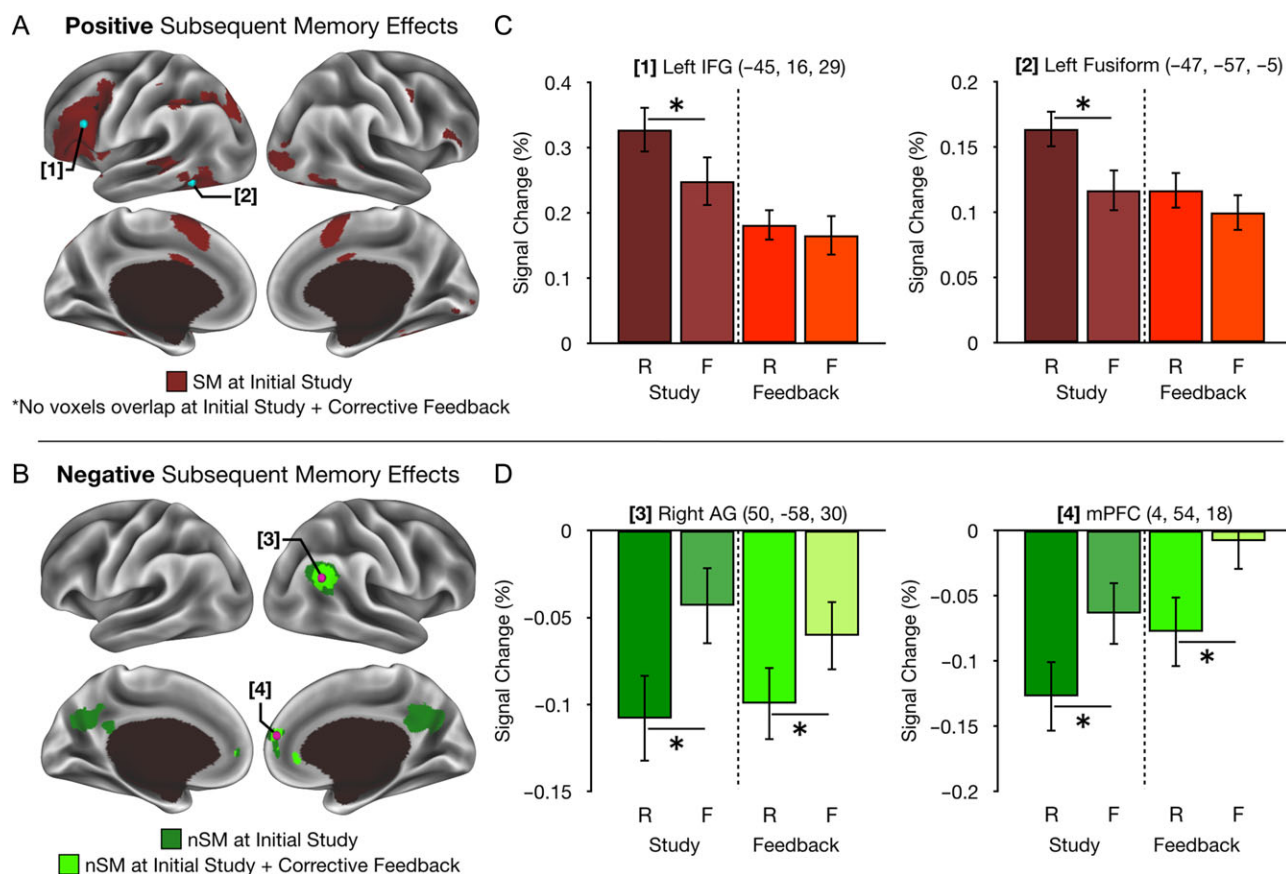 A
Positive Subsequent Memory Effects
[1]
[2]
SM at Initial Study
*No voxels overlap at Initial Study + Corrective Feedback
C
[1] Left IFG (−45, 16, 29)
Signal Change (%)
0.4
0.3
0.2
0.1
0
*
R F R F
Study Feedback
[2] Left Fusiform (−47, −57, −5)
Signal Change (%)
0.2
0.15
0.1
0.05
0
*
R F R F
Study Feedback
B
Negative Subsequent Memory Effects
[3]
[4]
nSM at Initial Study
nSM at Initial Study + Corrective Feedback
D
[3] Right AG (50, -58, 30)
Signal Change (%)
0
−0.05
−0.1
−0.15
* *
R F R F
Study Feedback
[4] mPFC (4, 54, 18)
Signal Change (%)
0
−0.05
−0.1
−0.15
−0.2
* *
R F R F
Study Feedback